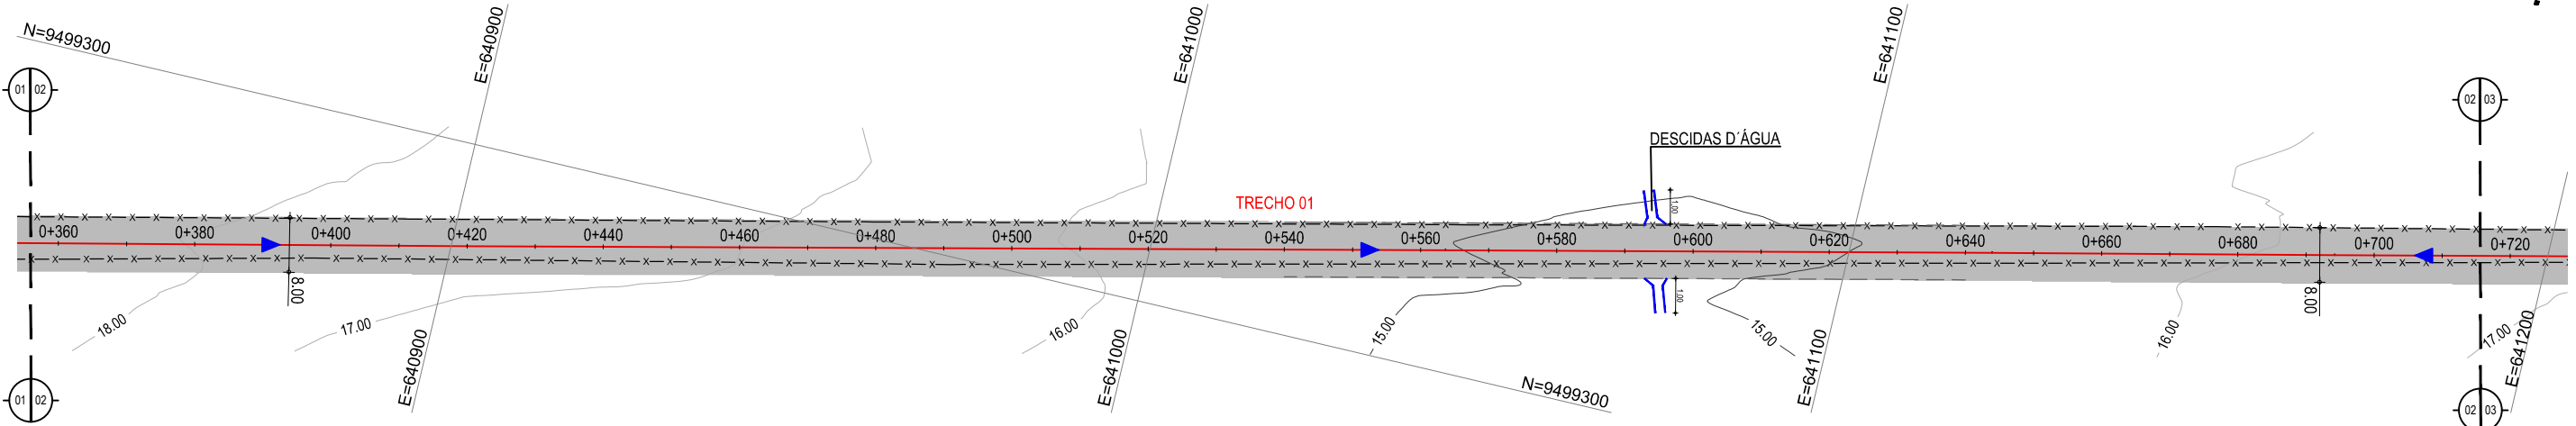 N=9499300
E=640900
E=641000
E=641100
01 02
02 03
DESCIDAS D´ÁGUA
TRECHO 01
1,00
0+360 0+380 0+400 0+420 0+440 0+460 0+480 0+500 0+520 0+540 0+560 0+580 0+600 0+620 0+640 0+660 0+680 0+700 0+720
8.00
1,00
8.00
18.00
17.00
16.00
15.00
15.00
16.00
17.00
E=640900
E=641000
E=641100
E=641200
N=9499300
01 02
02 03